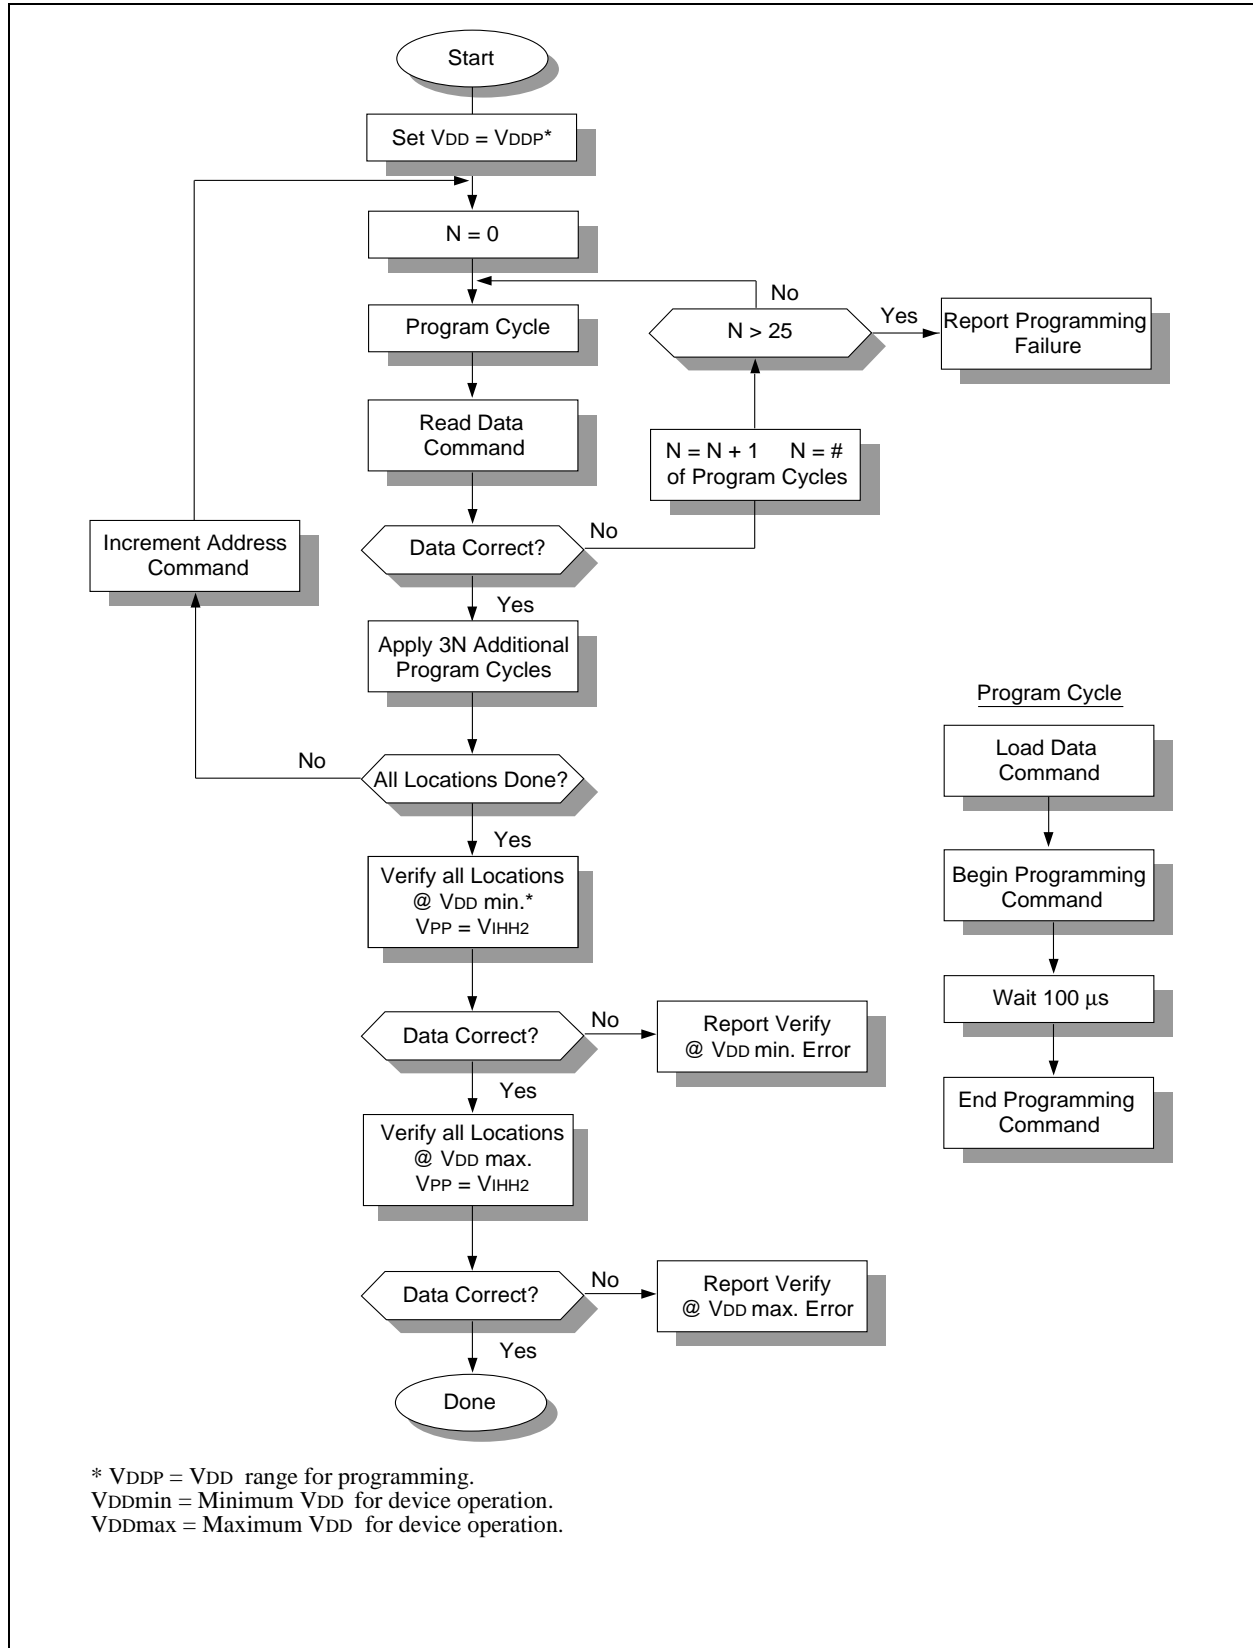 Start
Set VDD = VDDP*
N = 0
No
Program Cycle
N > 25
Yes
Report Programming
Failure
Read Data
Command
N = N + 1 N = #
of Program Cycles
Increment Address
Command
Data Correct?
No
Yes
Apply 3N Additional
Program Cycles
No
All Locations Done?
Yes
Verify all Locations
@ VDD min.*
VPP = VIHH2
Data Correct?
No
Report Verify
@ VDD min. Error
Yes
Verify all Locations
@ VDD max.
VPP = VIHH2
Data Correct?
No
Report Verify
@ VDD max. Error
Yes
Done
Program Cycle
Load Data
Command
Begin Programming
Command
Wait 100 µs
End Programming
Command
* VDDP = VDD range for programming.
VDDmin = Minimum VDD for device operation.
VDDmax = Maximum VDD for device operation.